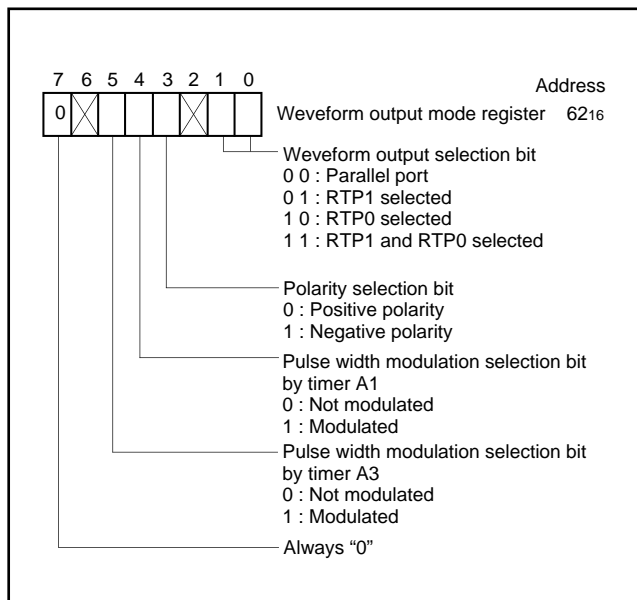 7 6 5 4 3 2 1 0
Address
0 Weveform output mode register 6216
Weveform output selection bit
0 0 : Parallel port
0 1 : RTP1 selected
1 0 : RTP0 selected
1 1 : RTP1 and RTP0 selected
Polarity selection bit
0 : Positive polarity
1 : Negative polarity
Pulse width modulation selection bit
by timer A1
0 : Not modulated
1 : Modulated
Pulse width modulation selection bit
by timer A3
0 : Not modulated
1 : Modulated
Always “0”